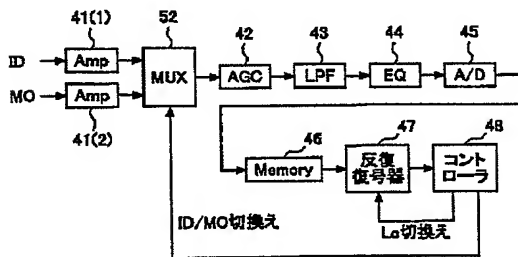 41(1)
52
42
43
44
45
ID
Amp
MUX
AGC
LPF
EQ
A/D
MO
Amp
41(2)
46
47
48
Memory
反復
復号器
コント
ローラ
ID/MO切換え
La切換え